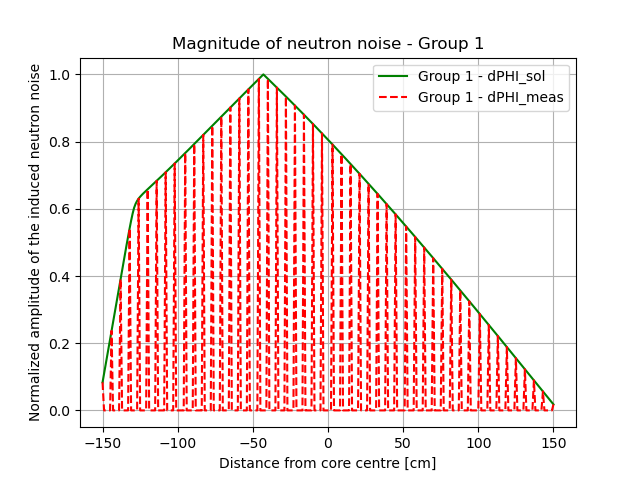 Magnitude of neutron noise - Group 1
Normalized amplitude of the induced neutron noise
1.0
0.8
0.6
0.4
0.2
0.0
Group 1 - dPHI_sol
Group 1 - dPHI_meas
−150
−100
−50
0
50
100
150
Distance from core centre [cm]